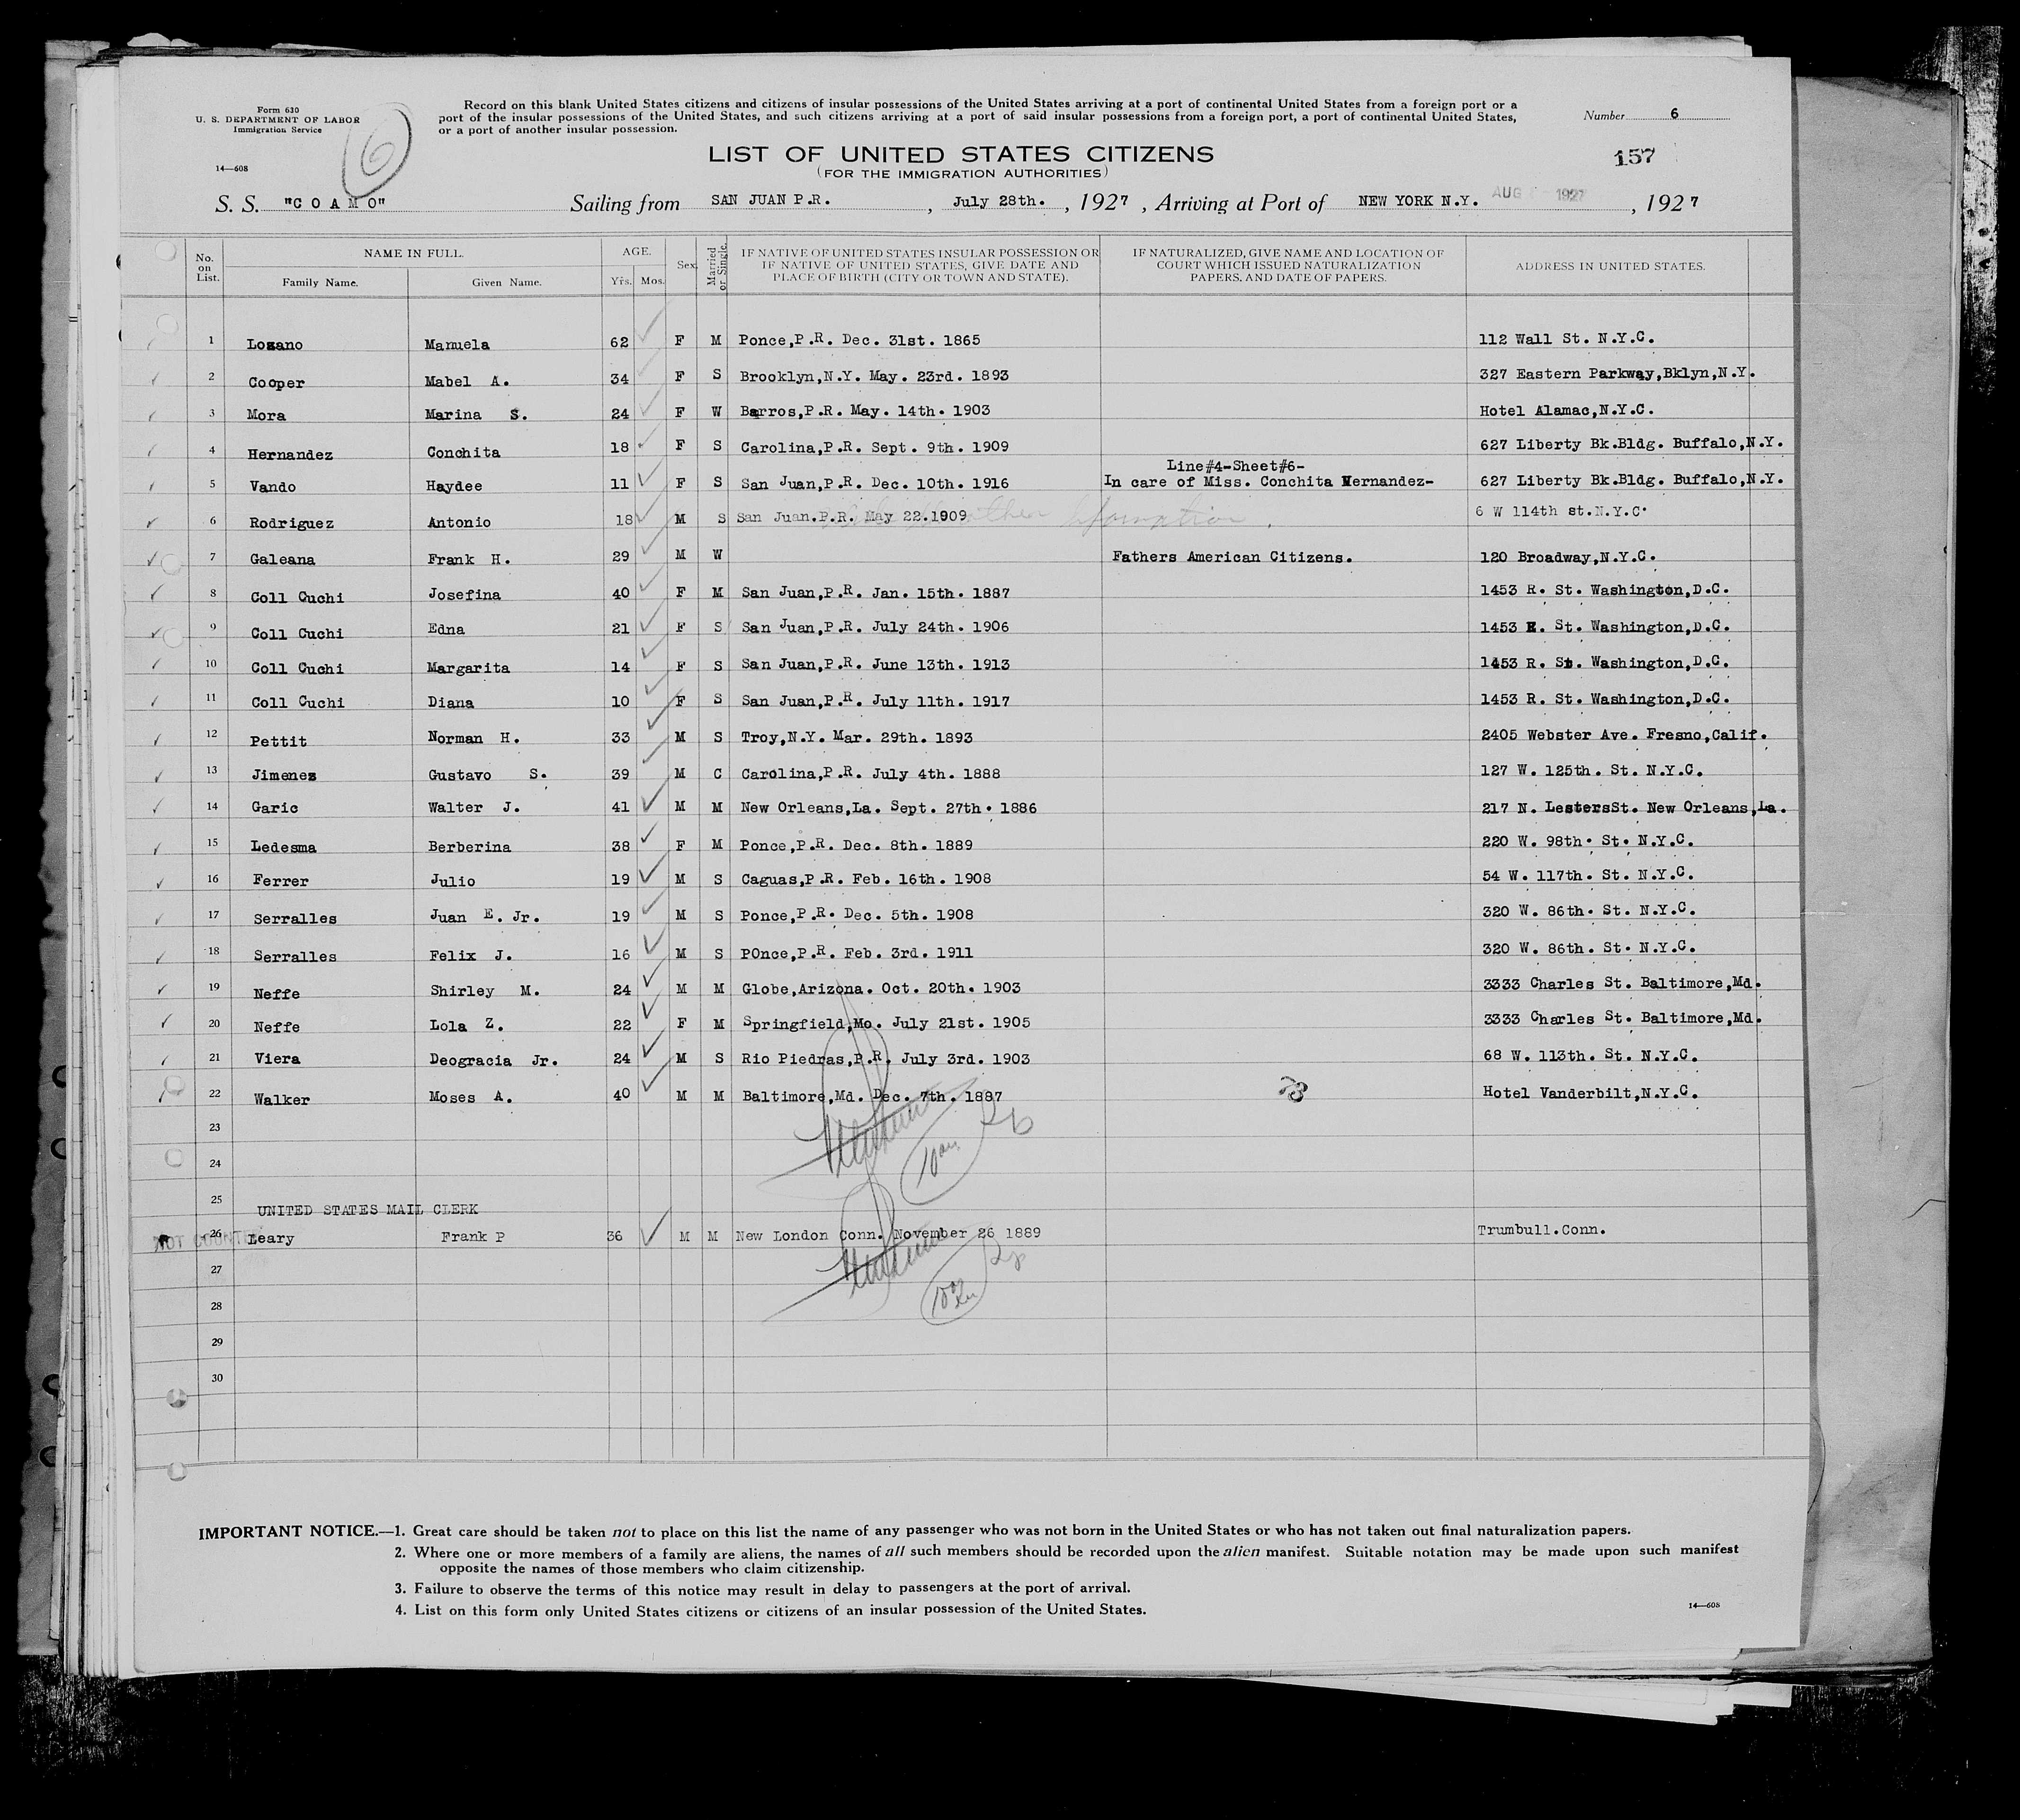 Form 630
U. S. DEPARTMENT OF LABOR
Immigration Service
14—608
6
Record on this blank United States citizens and citizens of insular possessions of the United States arriving at a port of continental United States from a foreign port or a
port of the insular possessions of the United States, and such citizens arriving at a port of said insular possessions from a foreign port, a port of continental United States,
or a port of another insular possession.
Number 6
LIST OF UNITED STATES CITIZENS
(FOR THE IMMIGRATION AUTHORITIES)
157
S. S. "C O A M O" Sailing from SAN JUAN P.R. , July 28th. , 1927 , Arriving at Port of NEW YORK N.Y. AUG 1927 , 1927
No. on List. NAME IN FULL. Family Name. Given Name. AGE. Yrs. Mos. Sex Married or Single. IF NATIVE OF UNITED STATES INSULAR POSSESSION OR IF NATIVE OF UNITED STATES, GIVE DATE AND PLACE OF BIRTH (CITY OR TOWN AND STATE). IF NATURALIZED, GIVE NAME AND LOCATION OF COURT WHICH ISSUED NATURALIZATION PAPERS, AND DATE OF PAPERS. ADDRESS IN UNITED STATES.
1 Lozano Manuela 62 F M Ponce,P.R. Dec. 31st. 1865 112 Wall St. N.Y.C.
2 Cooper Mabel A. 34 F S Brooklyn,N.Y. May. 23rd. 1893 327 Eastern Parkway,Bklyn,N.Y.
3 Mora Marina S. 24 F W Barros,P.R. May. 14th. 1903 Hotel Alamac,N.Y.C.
4 Hernandez Conchita 18 F S Carolina,P.R. Sept. 9th. 1909 627 Liberty Bk.Bldg. Buffalo,N.Y.
Line#4-Sheet#6-
5 Vando Haydee 11 F S San Juan,P.R. Dec. 10th. 1916 In care of Miss. Conchita Hernandez- 627 Liberty Bk.Bldg. Buffalo,N.Y.
6 Rodriguez Antonio 18 M S San Juan.P.R. May 22.1909 6 W 114th st.N.Y.C.
7 Galeana Frank H. 29 M W Fathers American Citizens. 120 Broadway,N.Y.C.
8 Coll Cuchi Josefina 40 F M San Juan,P.R. Jan. 15th. 1887 1453 R. St. Washington,D.C.
9 Coll Cuchi Edna 21 F S San Juan,P.R. July 24th. 1906 1453 R. St. Washington,D.C.
10 Coll Cuchi Margarita 14 F S San Juan,P.R. June 13th. 1913 1453 R. St. Washington,D.C.
11 Coll Cuchi Diana 10 F S San Juan,P.R. July 11th. 1917 1453 R. St. Washington,D.C.
12 Pettit Norman H. 33 M S Troy,N.Y. Mar. 29th. 1893 2405 Webster Ave. Fresno,Calif.
13 Jimenez Gustavo S. 39 M C Carolina,P.R. July 4th. 1888 127 W. 125th. St. N.Y.C.
14 Garic Walter J. 41 M M New Orleans,La. Sept. 27th. 1886 217 N. LestersSt. New Orleans,La.
15 Ledesma Berberina 38 F M Ponce,P.R. Dec. 8th. 1889 220 W. 98th. St. N.Y.C.
16 Ferrer Julio 19 M S Caguas,P.R. Feb. 16th. 1908 54 W. 117th. St. N.Y.C.
17 Serralles Juan E. Jr. 19 M S Ponce,P.R. Dec. 5th. 1908 320 W. 86th. St. N.Y.C.
18 Serralles Felix J. 16 M S POnce,P.R. Feb. 3rd. 1911 320 W. 86th. St. N.Y.C.
19 Neffe Shirley M. 24 M M Globe,Arizona. Oct. 20th. 1903 3333 Charles St. Baltimore,Md.
20 Neffe Lola Z. 22 F M Springfield,Mo. July 21st. 1905 3333 Charles St. Baltimore,Md.
21 Viera Deogracia Jr. 24 M S Rio Piedras,P.R. July 3rd. 1903 68 W. 113th. St. N.Y.C.
22 Walker Moses A. 40 M M Baltimore,Md. Dec. 7th. 1887 Hotel Vanderbilt,N.Y.C.
23
24
25 UNITED STATES MAIL CLERK
26 Leary Frank P 36 M M New London Conn. November 26 1889 Trumbull.Conn.
27
28
29
30
IMPORTANT NOTICE.—1. Great care should be taken not to place on this list the name of any passenger who was not born in the United States or who has not taken out final naturalization papers.
2. Where one or more members of a family are aliens, the names of all such members should be recorded upon the alien manifest. Suitable notation may be made upon such manifest
opposite the names of those members who claim citizenship.
3. Failure to observe the terms of this notice may result in delay to passengers at the port of arrival.
4. List on this form only United States citizens or citizens of an insular possession of the United States.
14—608